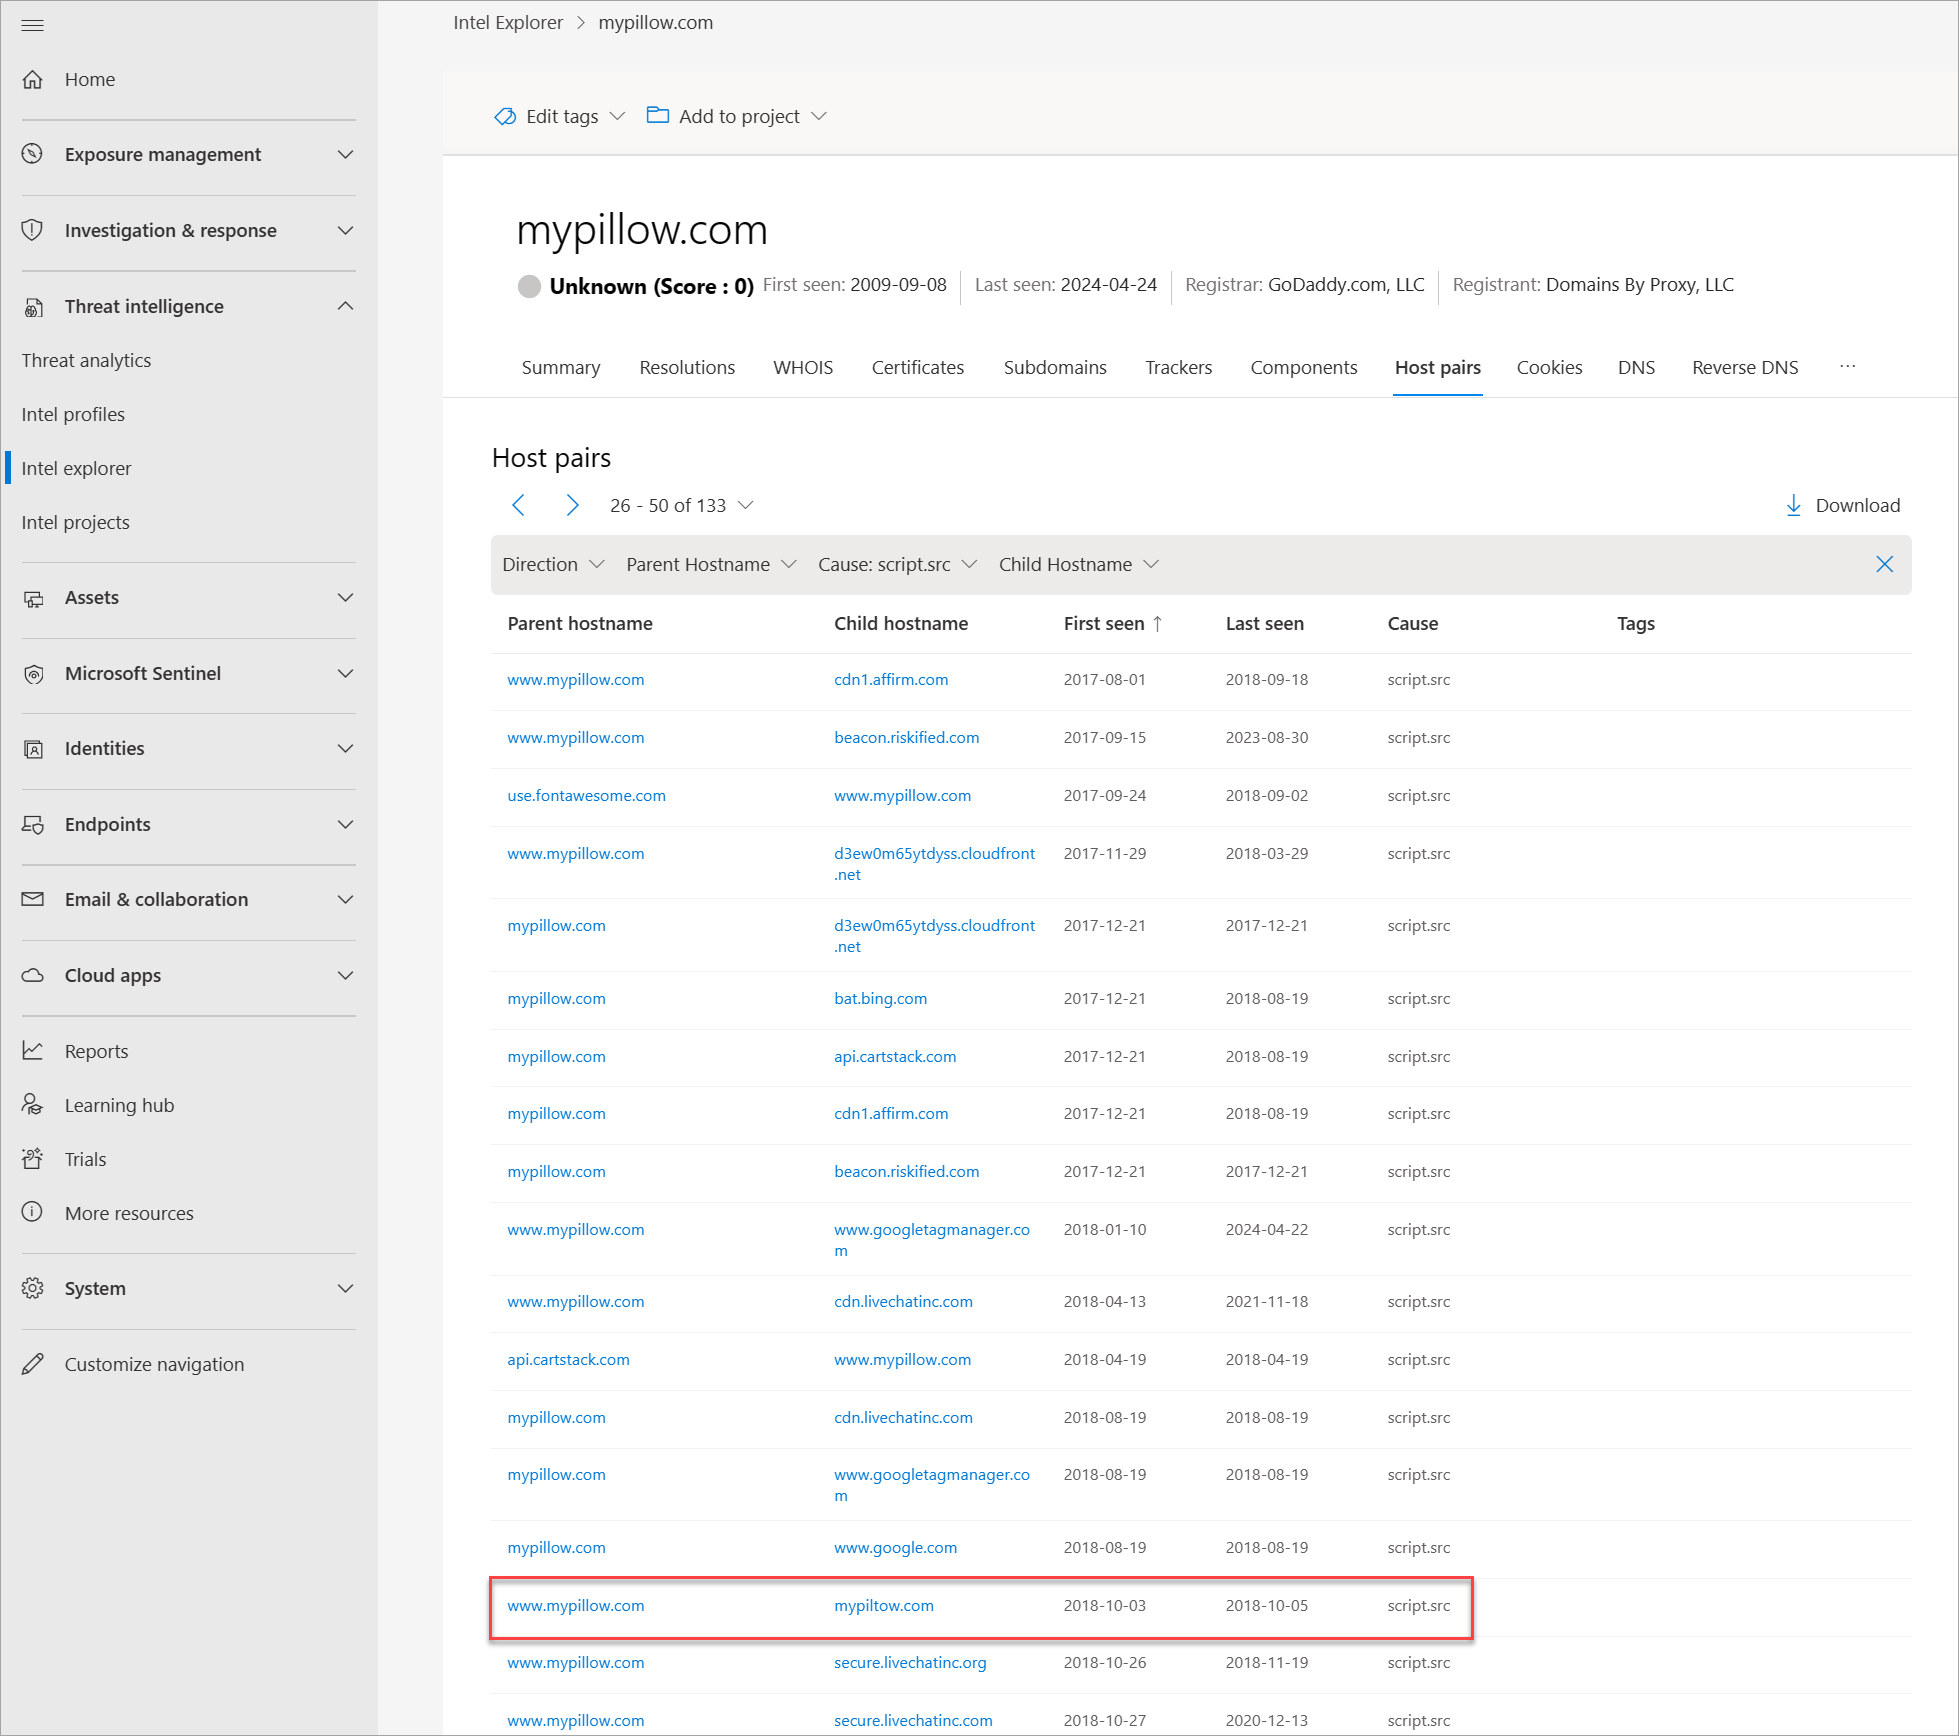 Intel Explorer > mypillow.com
Home
Edit tags Add to project
Exposure management
Investigation & response
Threat intelligence
Threat analytics
Intel profiles
Intel explorer
Intel projects
Assets
Microsoft Sentinel
Identities
Endpoints
Email & collaboration
Cloud apps
Reports
Learning hub
Trials
More resources
System
Customize navigation
mypillow.com
Unknown (Score : 0) First seen: 2009-09-08 Last seen: 2024-04-24 Registrar: GoDaddy.com, LLC Registrant: Domains By Proxy, LLC
Summary Resolutions WHOIS Certificates Subdomains Trackers Components Host pairs Cookies DNS Reverse DNS ...
Host pairs
26 - 50 of 133 Download
Direction Parent Hostname Cause: script.src Child Hostname
Parent hostname Child hostname First seen ↑ Last seen Cause Tags
www.mypillow.com cdn1.affirm.com 2017-08-01 2018-09-18 script.src
www.mypillow.com beacon.riskified.com 2017-09-15 2023-08-30 script.src
use.fontawesome.com www.mypillow.com 2017-09-24 2018-09-02 script.src
www.mypillow.com d3ew0m65ytdyss.cloudfront 2017-11-29 2018-03-29 script.src
.net
mypillow.com d3ew0m65ytdyss.cloudfront 2017-12-21 2017-12-21 script.src
.net
mypillow.com bat.bing.com 2017-12-21 2018-08-19 script.src
mypillow.com api.cartstack.com 2017-12-21 2018-08-19 script.src
mypillow.com cdn1.affirm.com 2017-12-21 2018-08-19 script.src
mypillow.com beacon.riskified.com 2017-12-21 2017-12-21 script.src
www.mypillow.com www.googletagmanager.co 2018-01-10 2024-04-22 script.src
m
www.mypillow.com cdn.livechatinc.com 2018-04-13 2021-11-18 script.src
api.cartstack.com www.mypillow.com 2018-04-19 2018-04-19 script.src
mypillow.com cdn.livechatinc.com 2018-08-19 2018-08-19 script.src
mypillow.com www.googletagmanager.co 2018-08-19 2018-08-19 script.src
m
mypillow.com www.google.com 2018-08-19 2018-08-19 script.src
www.mypillow.com mypiltow.com 2018-10-03 2018-10-05 script.src
www.mypillow.com secure.livechatinc.org 2018-10-26 2018-11-19 script.src
www.mypillow.com secure.livechatinc.com 2018-10-27 2020-12-13 script.src